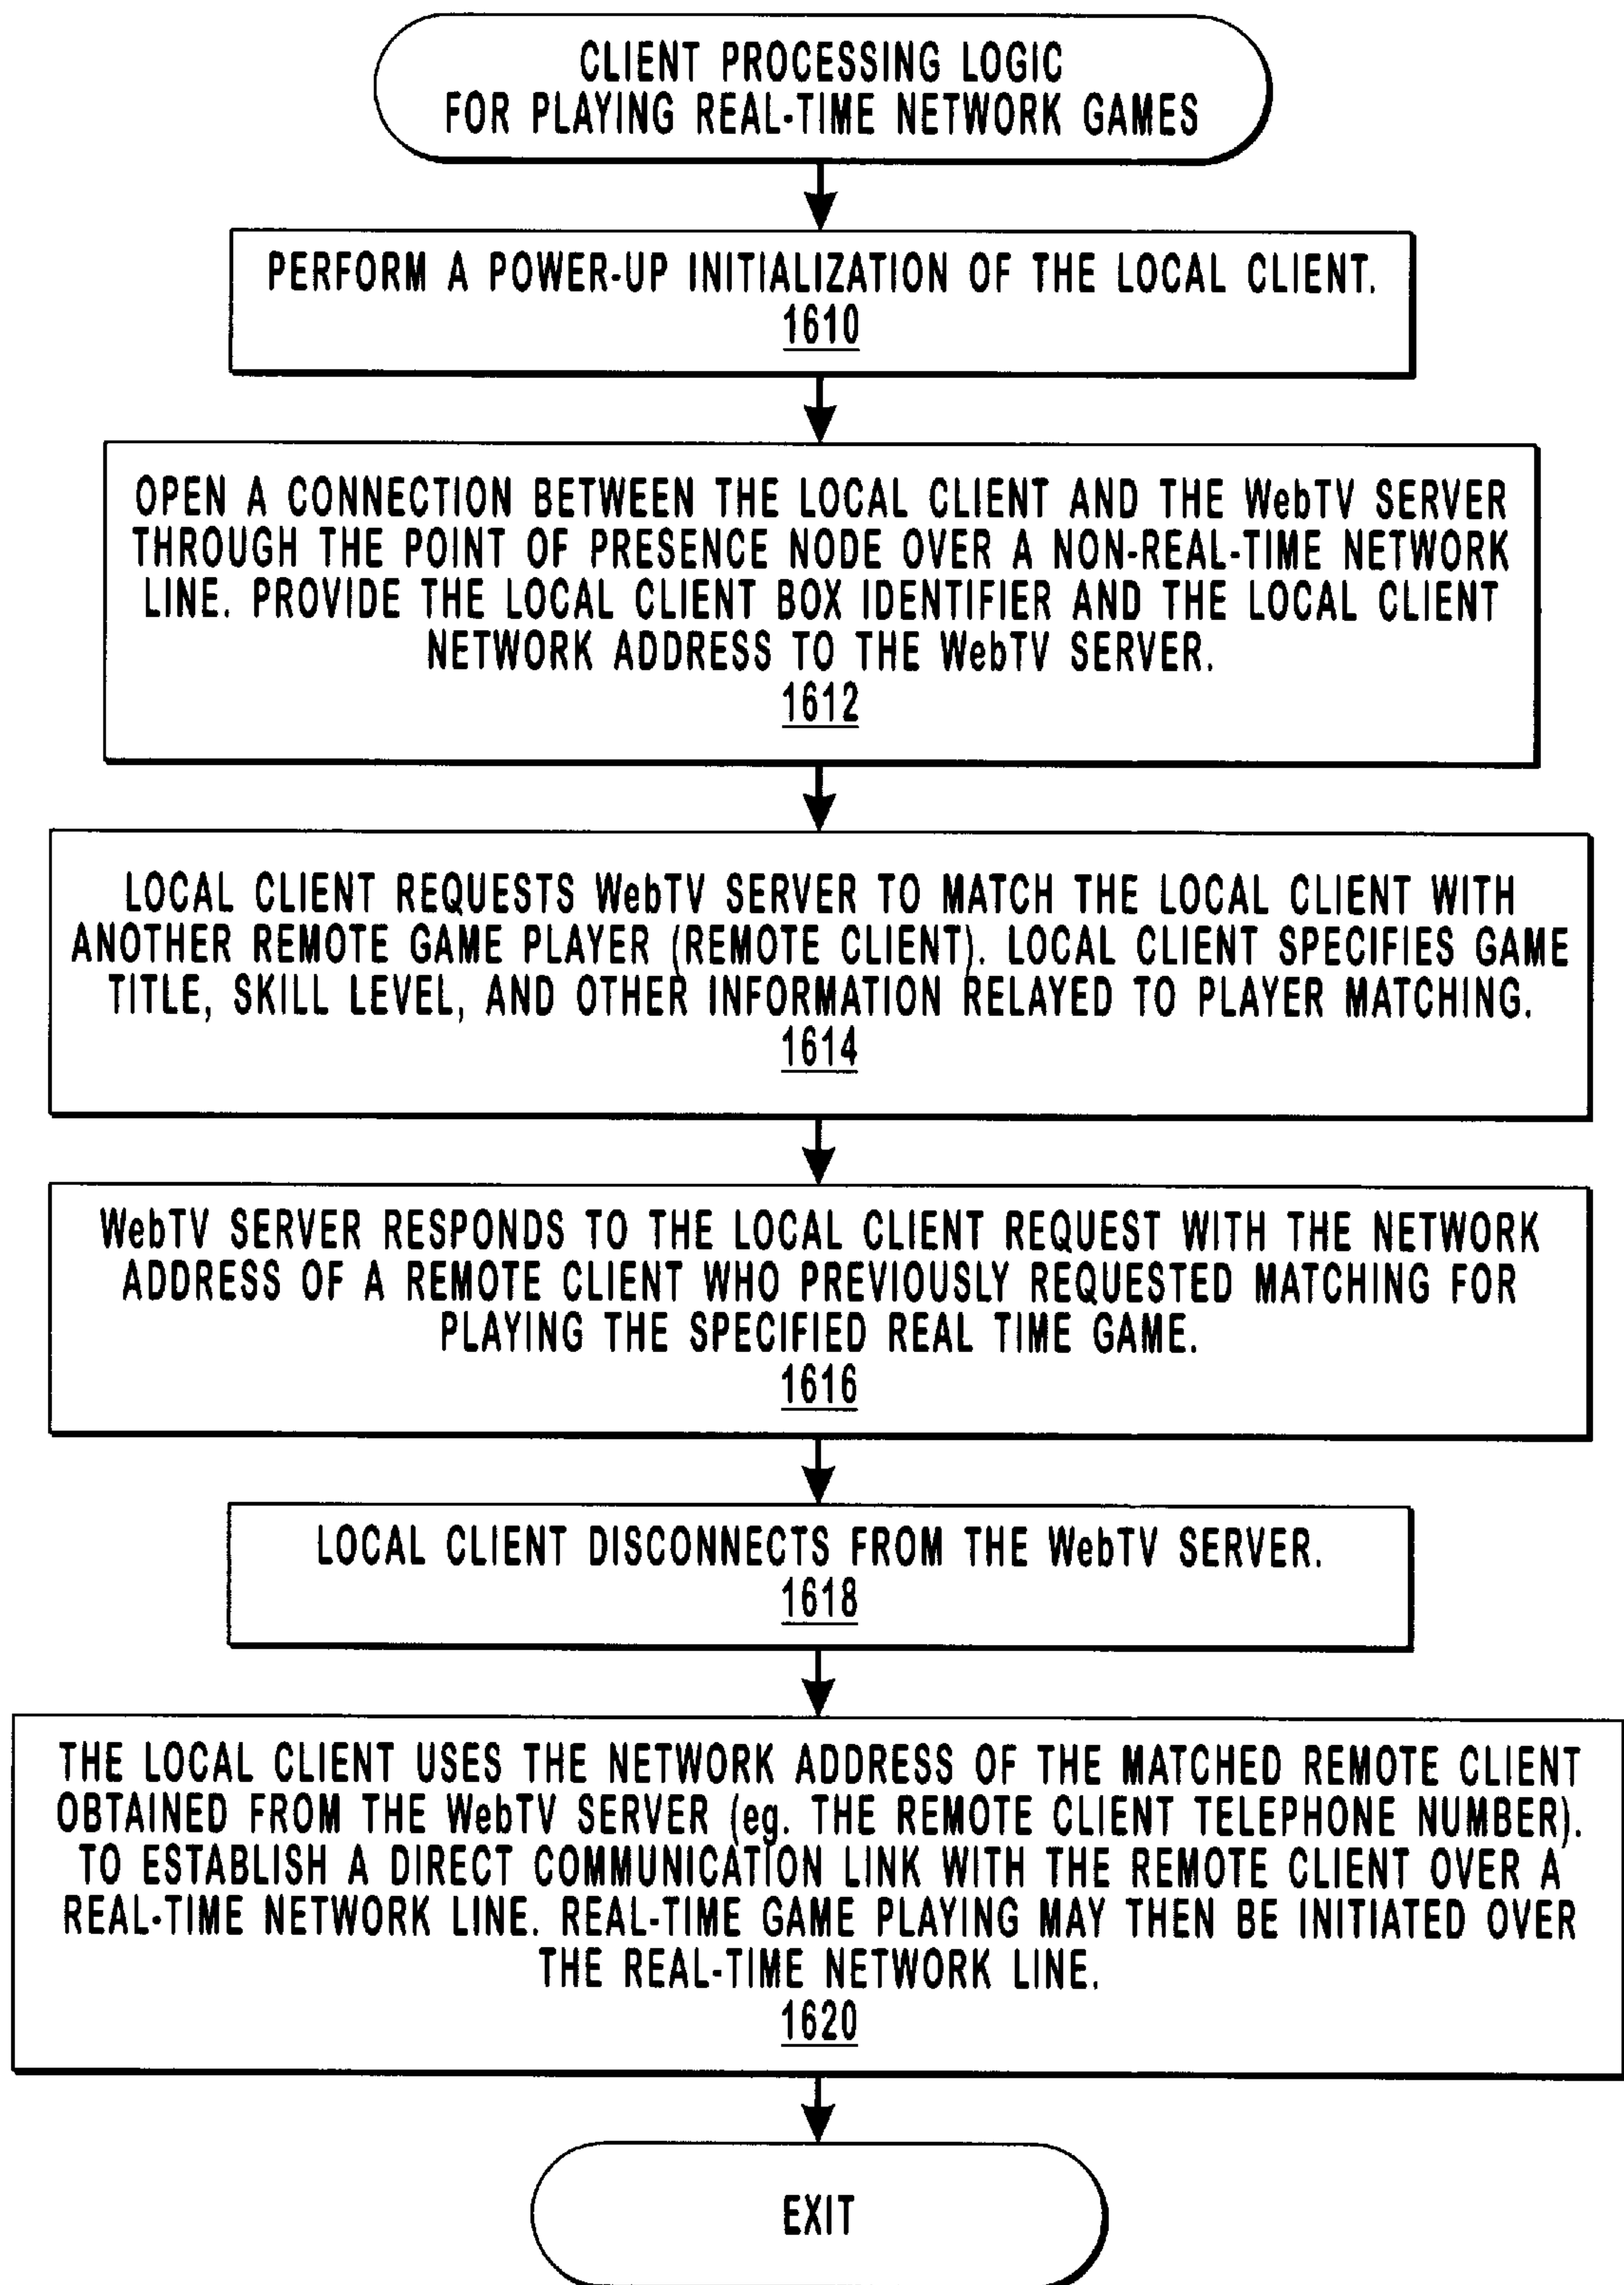 CLIENT PROCESSING LOGIC
FOR PLAYING REAL-TIME NETWORK GAMES
PERFORM A POWER-UP INITIALIZATION OF THE LOCAL CLIENT.
1610
OPEN A CONNECTION BETWEEN THE LOCAL CLIENT AND THE WebTV SERVER
THROUGH THE POINT OF PRESENCE NODE OVER A NON-REAL-TIME NETWORK
LINE. PROVIDE THE LOCAL CLIENT BOX IDENTIFIER AND THE LOCAL CLIENT
NETWORK ADDRESS TO THE WebTV SERVER.
1612
LOCAL CLIENT REQUESTS WebTV SERVER TO MATCH THE LOCAL CLIENT WITH
ANOTHER REMOTE GAME PLAYER (REMOTE CLIENT). LOCAL CLIENT SPECIFIES GAME
TITLE, SKILL LEVEL, AND OTHER INFORMATION RELAYED TO PLAYER MATCHING.
1614
WebTV SERVER RESPONDS TO THE LOCAL CLIENT REQUEST WITH THE NETWORK
ADDRESS OF A REMOTE CLIENT WHO PREVIOUSLY REQUESTED MATCHING FOR
PLAYING THE SPECIFIED REAL TIME GAME.
1616
LOCAL CLIENT DISCONNECTS FROM THE WebTV SERVER.
1618
THE LOCAL CLIENT USES THE NETWORK ADDRESS OF THE MATCHED REMOTE CLIENT
OBTAINED FROM THE WebTV SERVER (eg. THE REMOTE CLIENT TELEPHONE NUMBER).
TO ESTABLISH A DIRECT COMMUNICATION LINK WITH THE REMOTE CLIENT OVER A
REAL-TIME NETWORK LINE. REAL-TIME GAME PLAYING MAY THEN BE INITIATED OVER
THE REAL-TIME NETWORK LINE.
1620
EXIT